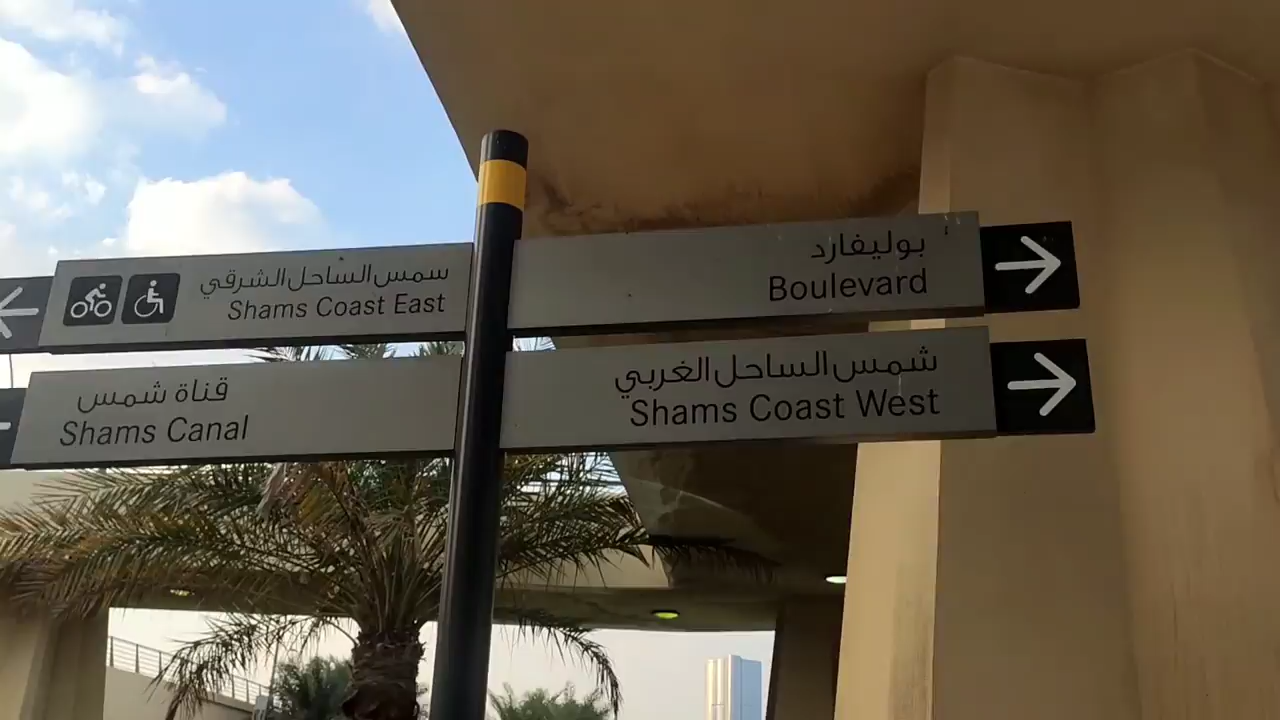 سمس الساحل الشرقي
Shams Coast East
بوليفارد
Boulevard
قناة شمس
Shams Canal
شمس الساحل الغربي
Shams Coast West